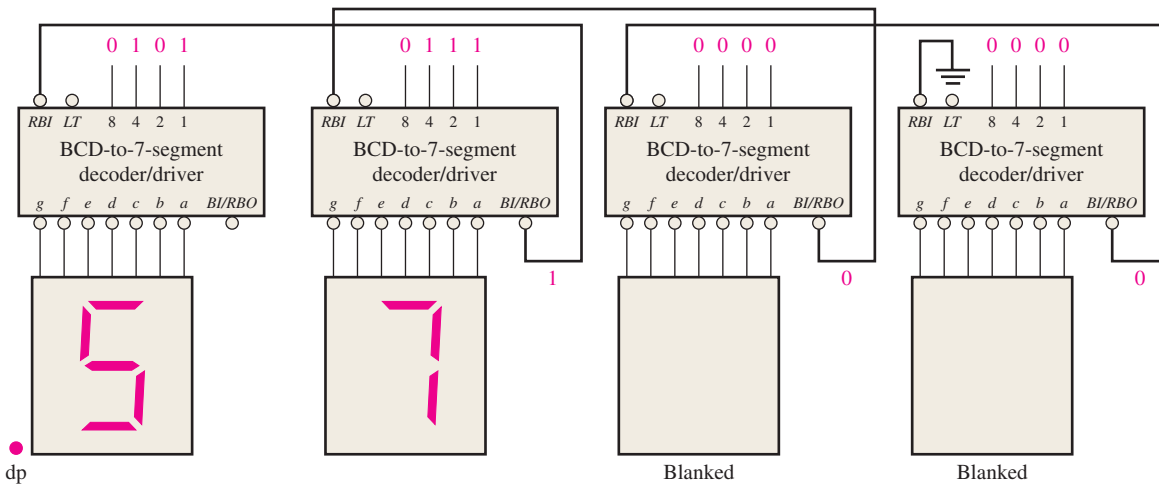 0 1 0 1 0 1 1 1 0 0 0 0 0 0 0 0
RBI LT 8 4 2 1 RBI LT 8 4 2 1 RBI LT 8 4 2 1 RBI LT 8 4 2 1
BCD-to-7-segment BCD-to-7-segment BCD-to-7-segment BCD-to-7-segment
decoder/driver decoder/driver decoder/driver decoder/driver
g f e d c b a BI/RBO g f e d c b a BI/RBO g f e d c b a BI/RBO g f e d c b a BI/RBO
1 0 0
5 7
dp Blanked Blanked